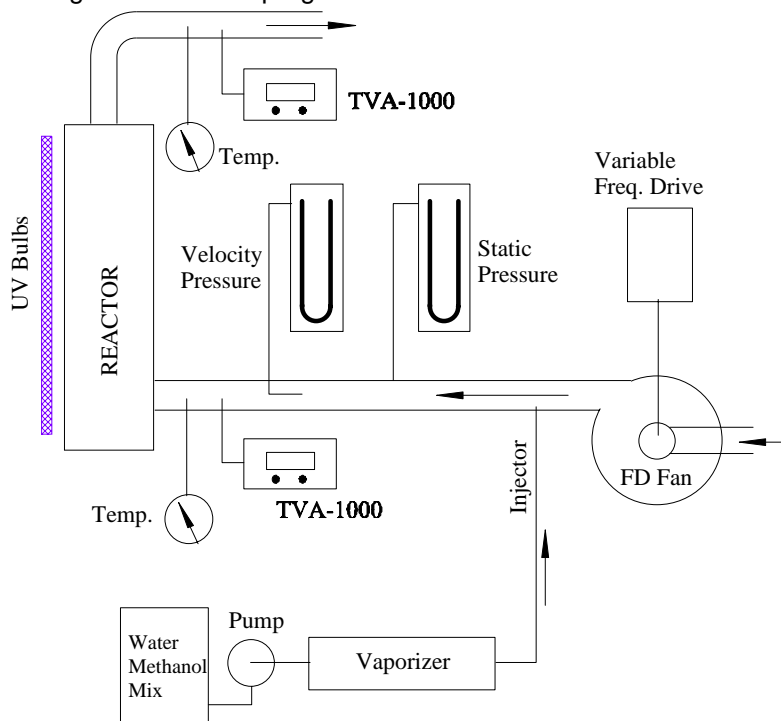 TVA-1000
Temp.
Variable
Freq. Drive
UV Bulbs
REACTOR
Velocity
Pressure
Static
Pressure
FD Fan
Injector
TVA-1000
Temp.
Pump
Water
Methanol
Mix
Vaporizer